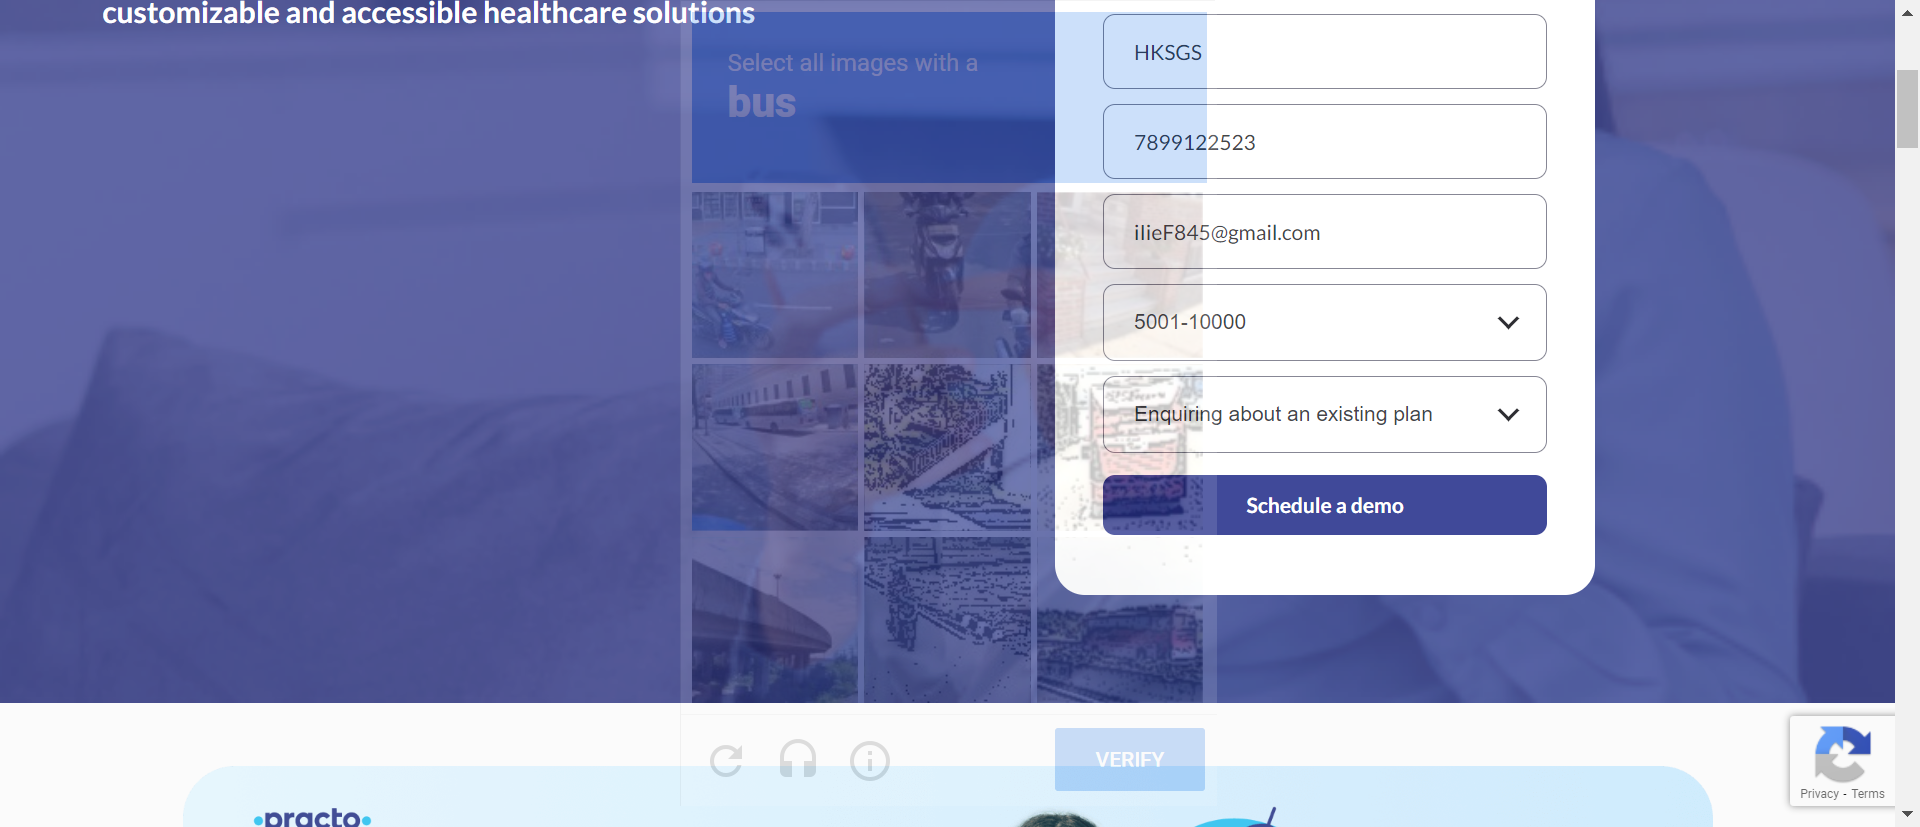 customizable and accessible healthcare solutions
Select all images with a
bus
HKSGS
7899122523
ilieF845@gmail.com
5001-10000
Enquiring about an existing plan
Schedule a demo
VERIFY
Privacy - Terms
practo